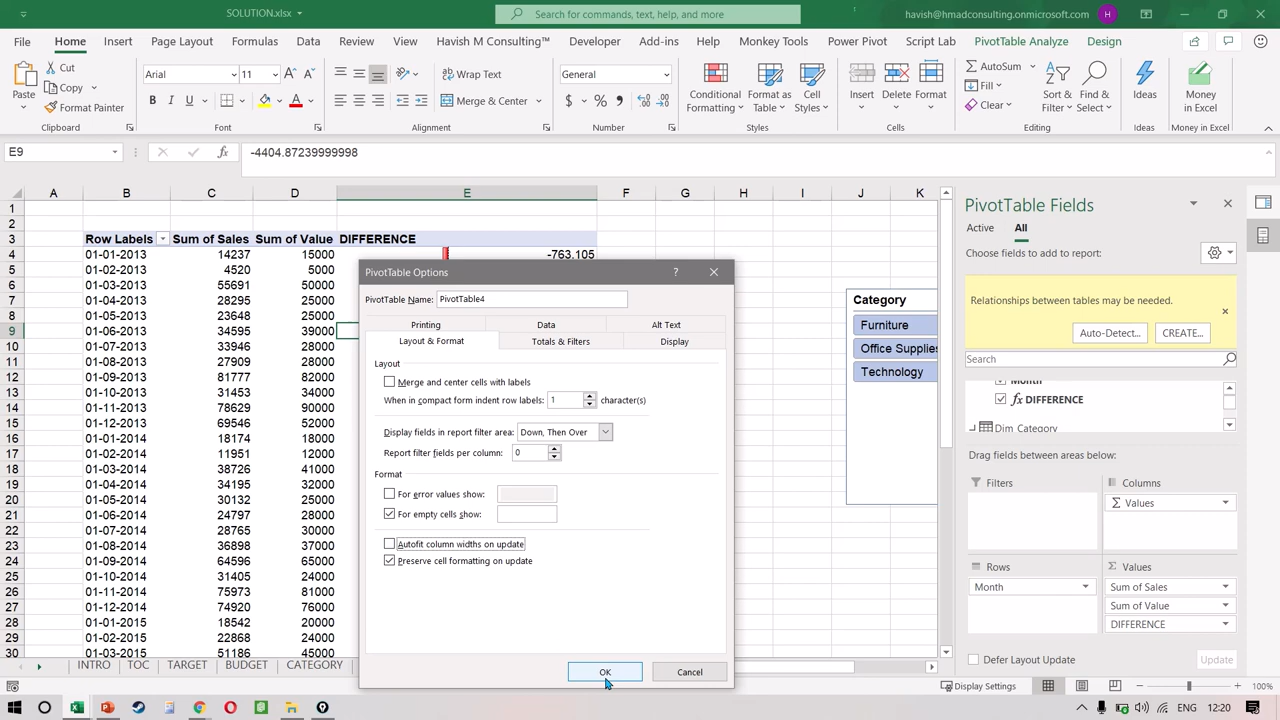 SOLUTION.xlsx
Search for commands, text, help, and more
havish@hmadconsulting.onmicrosoft.com
H
File Home Insert Page Layout Formulas Data Review View Havish M Consulting™ Developer Add-ins Help Monkey Tools Power Pivot Script Lab PivotTable Analyze Design
Paste
Cut
Copy
Format Painter
Clipboard
Arial 11
B I U
Font
Wrap Text
Merge & Center
Alignment
General
$ % ,
Number
Conditional Formatting
Format as Table
Cell Styles
Styles
Insert
Delete
Format
Cells
AutoSum
Fill
Clear
Sort & Filter
Find & Select
Editing
Ideas
Ideas
Money in Excel
Money in Excel
E9
fx
-4404.87239999998
A B C D E F G H I J K
1
2
3 Row Labels Sum of Sales Sum of Value DIFFERENCE
4 01-01-2013 14237 15000 -763.105
5 01-02-2013 4520 5000
6 01-03-2013 55691 50000
7 01-04-2013 28295 25000
8 01-05-2013 23648 25000
9 01-06-2013 34595 39000
10 01-07-2013 33946 28000
11 01-08-2013 27909 28000
12 01-09-2013 81777 82000
13 01-10-2013 31453 34000
14 01-11-2013 78629 90000
15 01-12-2013 69546 52000
16 01-01-2014 18174 18000
17 01-02-2014 11951 12000
18 01-03-2014 38726 41000
19 01-04-2014 34195 32000
20 01-05-2014 30132 25000
21 01-06-2014 24797 28000
22 01-07-2014 28765 30000
23 01-08-2014 36898 37000
24 01-09-2014 64596 65000
25 01-10-2014 31405 24000
26 01-11-2014 75973 81000
27 01-12-2014 74920 76000
28 01-01-2015 18542 20000
29 01-02-2015 22868 31000
30 01-03-2015 51186 45000
PivotTable Options ?
PivotTable Name: PivotTable4
Printing Data Alt Text
Layout & Format Totals & Filters Display
Layout
Merge and center cells with labels
When in compact form indent row labels: 1 character(s)
Display fields in report filter area: Down, Then Over
Report filter fields per column: 0
Format
For error values show:
For empty cells show:
Autofit column widths on update
Preserve cell formatting on update
OK Cancel
Category
Furniture
Office Supplies
Technology
PivotTable Fields
Active All
Choose fields to add to report:
Relationships between tables may be needed.
Auto-Detect... CREATE...
Search
Month
fx DIFFERENCE
Dim_Category
Drag fields between areas below:
Filters
Columns
Values
Rows
Month
Values
Sum of Sales
Sum of Value
DIFFERENCE
Defer Layout Update Update
INTRO TOC TARGET BUDGET CATEGORY
Display Settings
100%
ENG 12:20